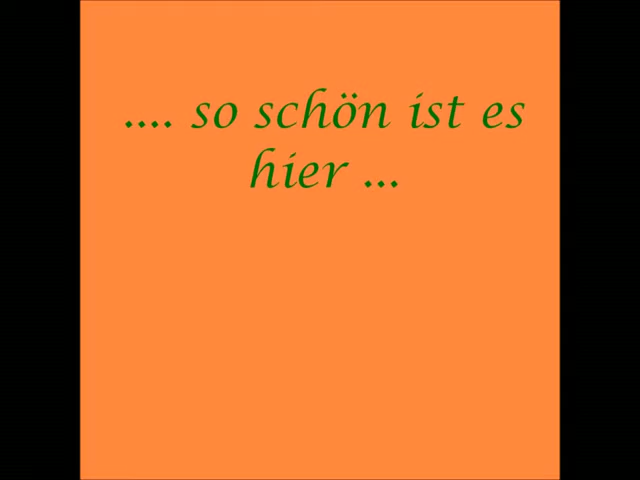 .... so schön ist es
hier ...